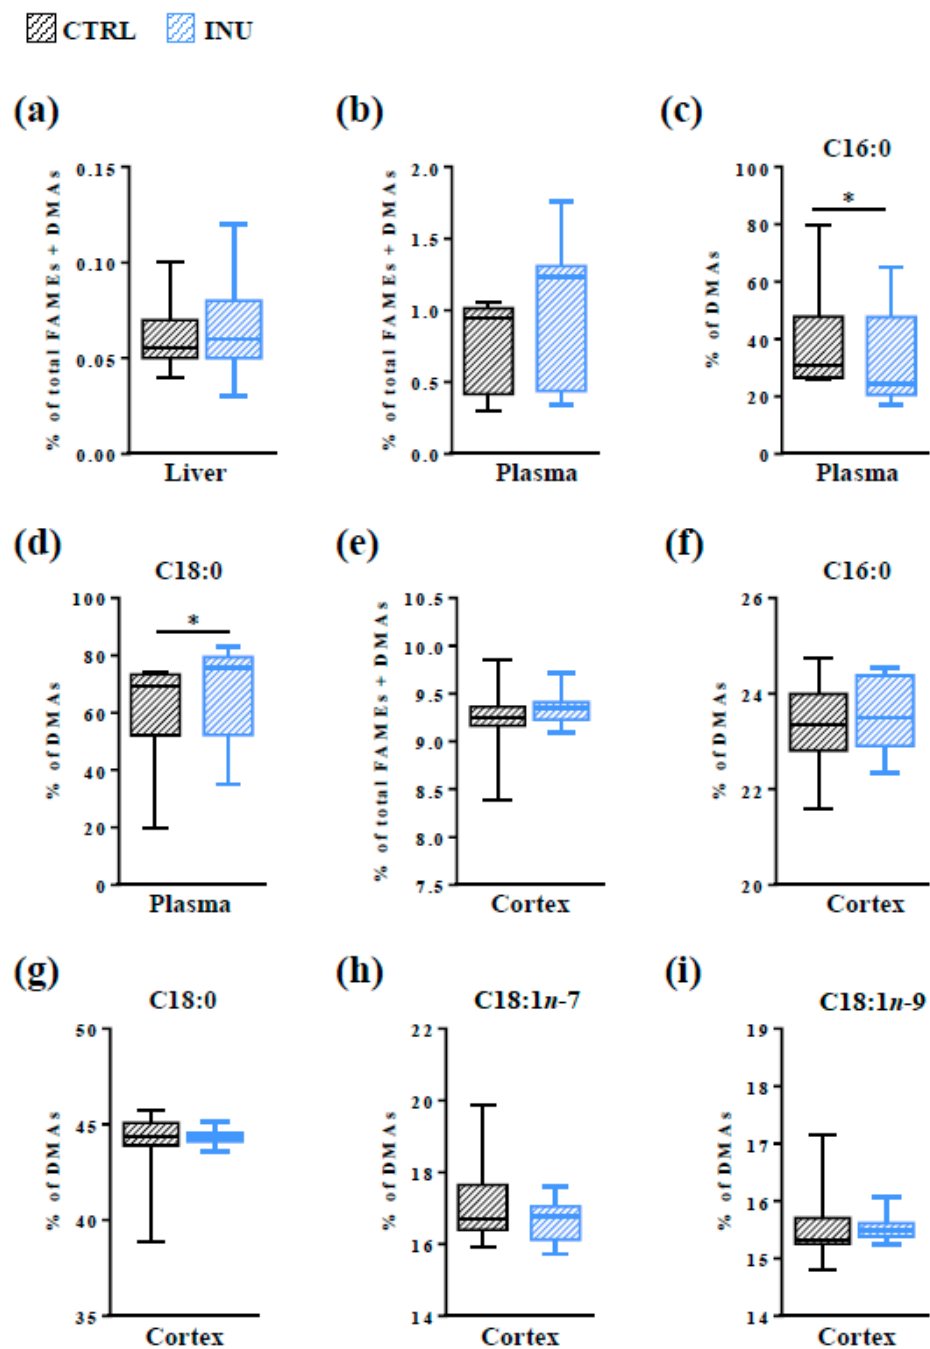 CTRL INU
(a) (b) (c)
C16:0
% of total FAMEs + DMAs
0.15
0.10
0.05
0.00
Liver
% of total FAMEs + DMAs
2.0
1.5
1.0
0.5
0.0
Plasma
% of DMAs
100
80
60
40
20
0
*
Plasma
(d) (e) (f)
C18:0
C16:0
% of DMAs
100
80
60
40
20
0
*
Plasma
% of total FAMEs + DMAs
10.5
10.0
9.5
9.0
8.5
8.0
7.5
Cortex
% of DMAs
26
24
22
20
Cortex
(g) (h) (i)
C18:0
C18:1n-7
C18:1n-9
% of DMAs
50
45
40
35
Cortex
% of DMAs
22
20
18
16
14
Cortex
% of DMAs
19
18
17
16
15
14
Cortex